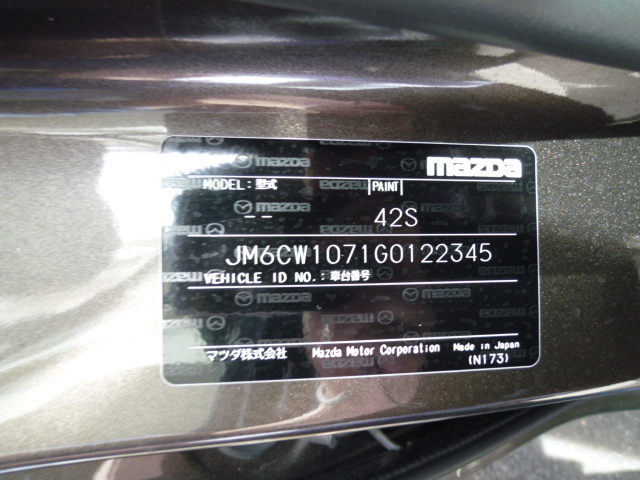 mazda
MODEL: 型式 PAINT
-- 42S
JM6CW1071G0122345
VEHICLE ID NO.: 車台番号
マツダ株式会社 Mazda Motor Corporation Made in Japan
(N173)